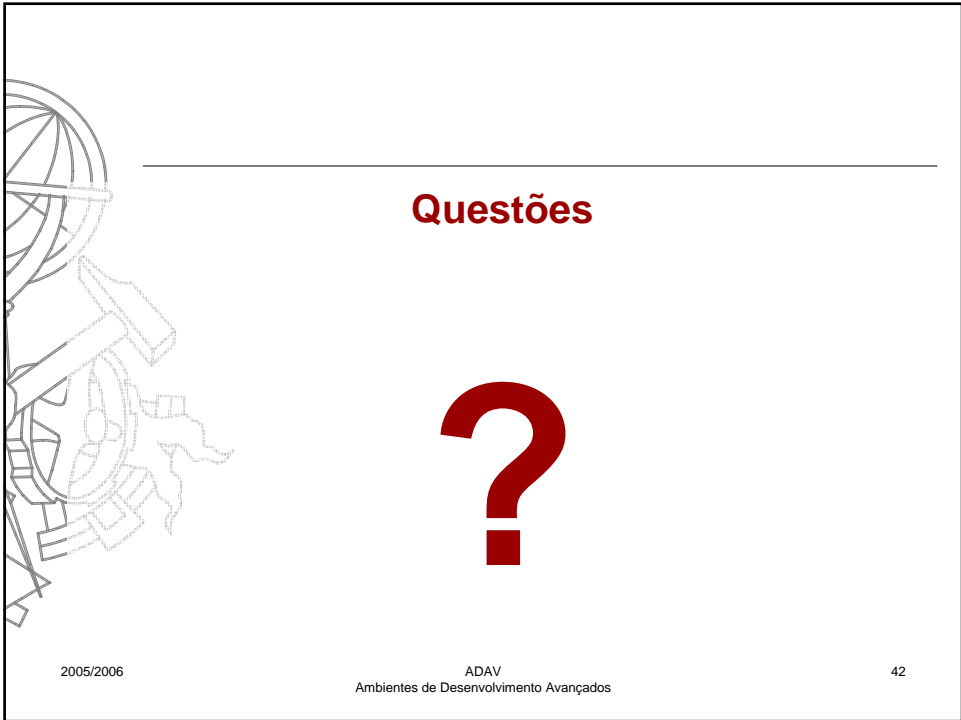 Questões
?
2005/2006
ADAV
Ambientes de Desenvolvimento Avançados
42